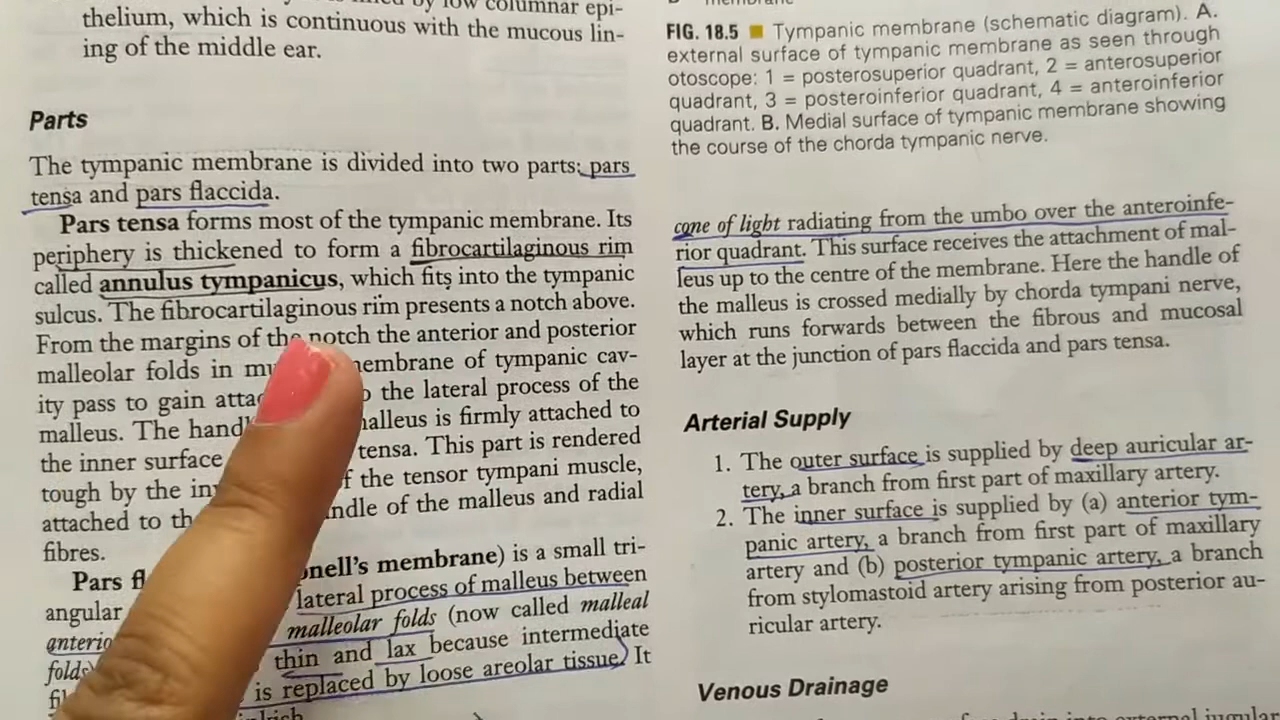 thelium, which is continuous with the mucous lin-
ing of the middle ear.
Parts
The tympanic membrane is divided into two parts: pars
tensa and pars flaccida.
Pars tensa forms most of the tympanic membrane. Its
periphery is thickened to form a fibrocartilaginous rim
called annulus tympanicus, which fits into the tympanic
sulcus. The fibrocartilaginous rim presents a notch above.
From the margins of the notch the anterior and posterior
malleolar folds in membrane of tympanic cav-
ity pass to gain the lateral process of the
malleus. The malleus is firmly attached to
the inner surface tensa. This part is rendered
tough by the the tensor tympani muscle,
attached to of the malleus and radial
fibres.
Pars membrane) is a small tri-
angular lateral process of malleus between
malleolar folds (now called malleal
folds) thin and lax because intermediate
is replaced by loose areolar tissue. It
FIG. 18.5 Tympanic membrane (schematic diagram). A.
external surface of tympanic membrane as seen through
otoscope: 1 = posterosuperior quadrant, 2 = anterosuperior
quadrant, 3 = posteroinferior quadrant, 4 = anteroinferior
quadrant. B. Medial surface of tympanic membrane showing
the course of the chorda tympanic nerve.
cone of light radiating from the umbo over the anteroinfe-
rior quadrant. This surface receives the attachment of mal-
leus up to the centre of the membrane. Here the handle of
the malleus is crossed medially by chorda tympani nerve,
which runs forwards between the fibrous and mucosal
layer at the junction of pars flaccida and pars tensa.
Arterial Supply
1. The outer surface is supplied by deep auricular ar-
tery, a branch from first part of maxillary artery.
2. The inner surface is supplied by (a) anterior tym-
panic artery, a branch from first part of maxillary
artery and (b) posterior tympanic artery, a branch
from stylomastoid artery arising from posterior au-
ricular artery.
Venous Drainage